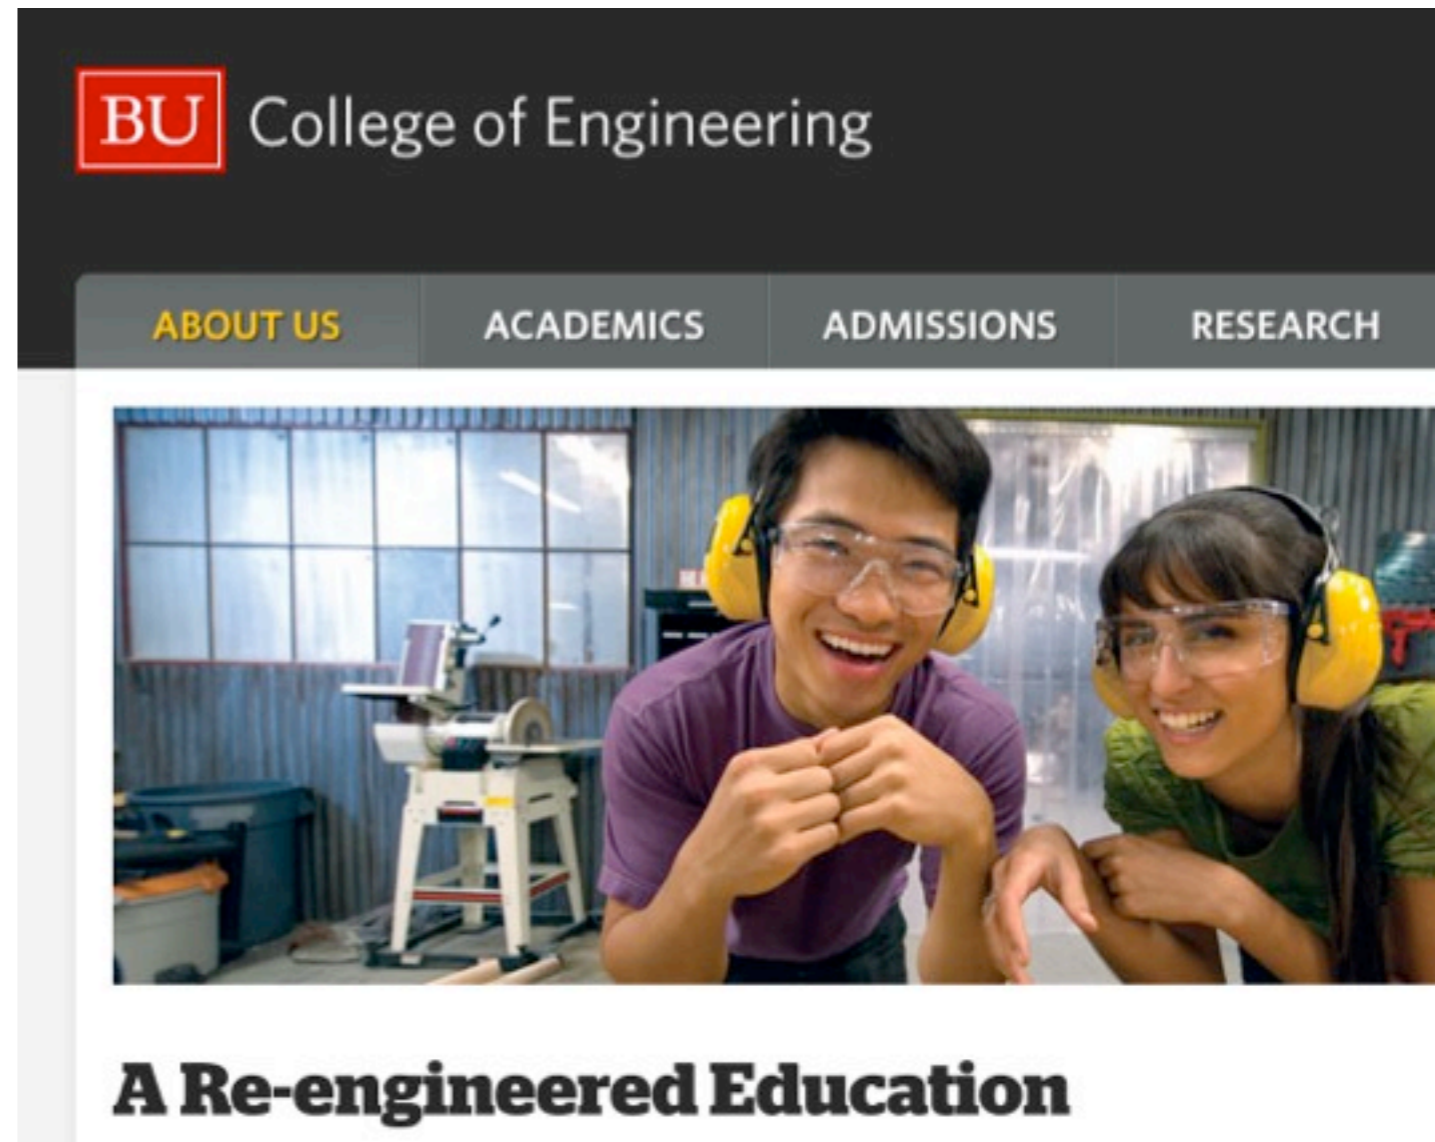 BU College of Engineering
ABOUT US ACADEMICS ADMISSIONS RESEARCH
A Re-engineered Education